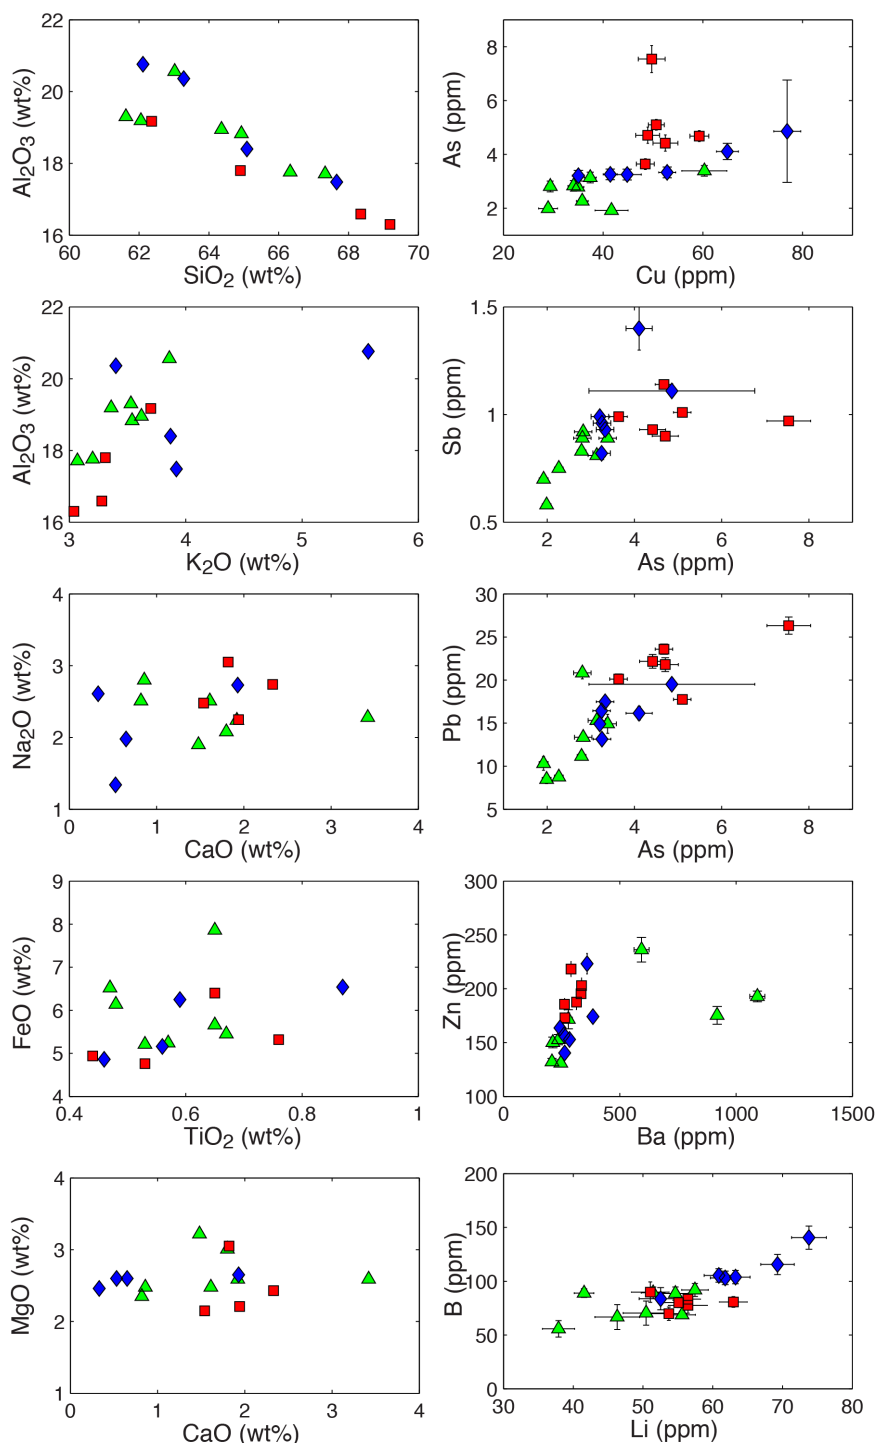 22
20
18
16
Al2O3 (wt%)
60 62 64 66 68 70
SiO2 (wt%)
8
6
4
2
As (ppm)
20 40 60 80
Cu (ppm)
22
20
18
16
Al2O3 (wt%)
3 4 5 6
K2O (wt%)
1.5
1
0.5
Sb (ppm)
2 4 6 8
As (ppm)
4
3
2
1
Na2O (wt%)
0 1 2 3 4
CaO (wt%)
30
25
20
15
10
5
Pb (ppm)
2 4 6 8
As (ppm)
9
8
7
6
5
4
FeO (wt%)
0.4 0.6 0.8 1
TiO2 (wt%)
300
250
200
150
100
Zn (ppm)
0 500 1000 1500
Ba (ppm)
4
3
2
1
MgO (wt%)
0 1 2 3 4
CaO (wt%)
200
150
100
50
0
B (ppm)
30 40 50 60 70 80
Li (ppm)